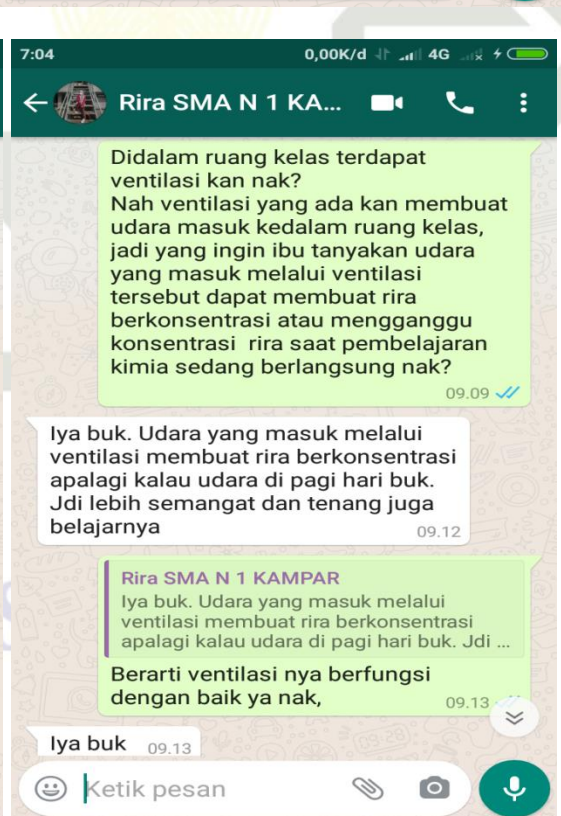 7:04
0,00K/d
4G
Rira SMA N 1 KA...
Didalam ruang kelas terdapat
ventilasi kan nak?
Nah ventilasi yang ada kan membuat
udara masuk kedalam ruang kelas,
jadi yang ingin ibu tanyakan udara
yang masuk melalui ventilasi
tersebut dapat membuat rira
berkonsentrasi atau mengganggu
konsentrasi rira saat pembelajaran
kimia sedang berlangsung nak?
09.09
Iya buk. Udara yang masuk melalui
ventilasi membuat rira berkonsentrasi
apalagi kalau udara di pagi hari buk.
Jdi lebih semangat dan tenang juga
belajarnya
09.12
Rira SMA N 1 KAMPAR
Iya buk. Udara yang masuk melalui
ventilasi membuat rira berkonsentrasi
apalagi kalau udara di pagi hari buk. Jdi ...
Berarti ventilasi nya berfungsi
dengan baik ya nak,
09.13
Iya buk 09.13
Ketik pesan